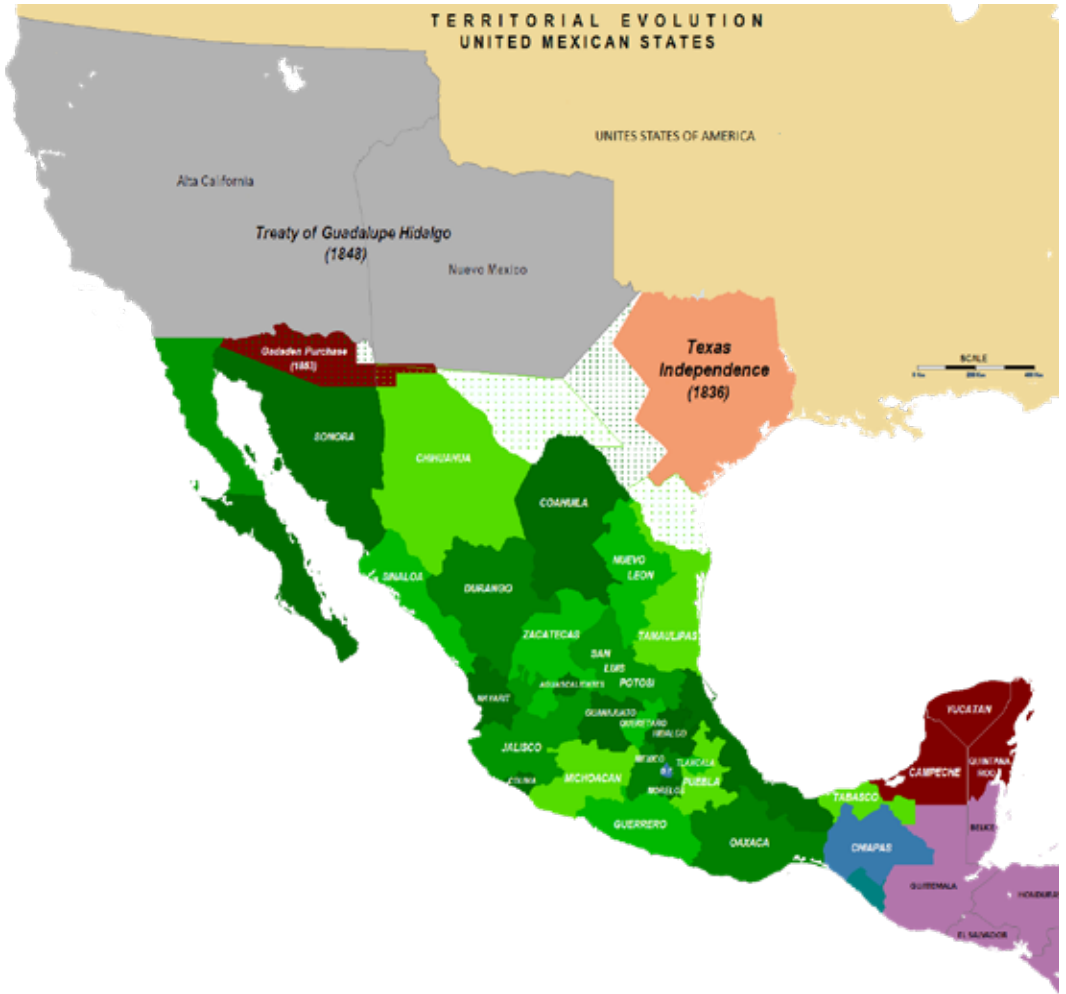 TERRITORIAL EVOLUTION
UNITED MEXICAN STATES
UNITES STATES OF AMERICA
Alta California
Treaty of Guadalupe Hidalgo
(1848)
Nuevo Mexico
Gadsden Purchase
(1853)
Texas
Independence
(1836)
SCALE
SONORA
CHIHUAHUA
COAHUILA
NUEVO
LEON
SINALOA
DURANGO
ZACATECAS
TAMAULIPAS
SAN
LUIS
POTOSI
AGUASCALIENTES
NAYARIT
GUANAJUATO
QUERETARO
HIDALGO
JALISCO
MEXICO
TLAXCALA
COLIMA
MICHOACAN
MORELOS
PUEBLA
GUERRERO
OAXACA
TABASCO
CHIAPAS
YUCATAN
CAMPECHE
QUINTANA
ROO
BELICE
GUATEMALA
HONDURAS
EL SALVADOR